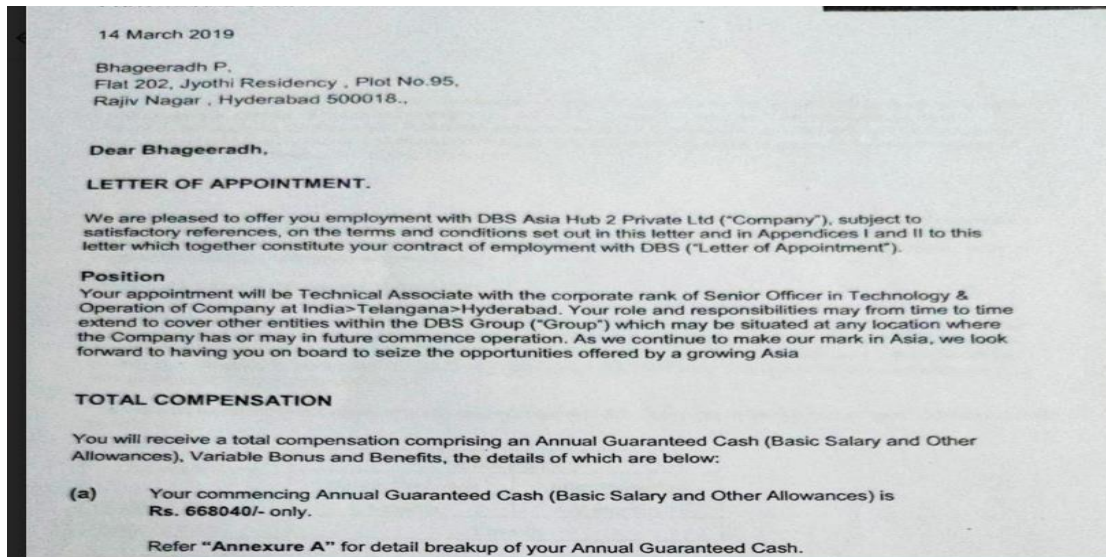 14 March 2019
Bhageeradh P,
Flat 202, Jyothi Residency , Plot No.95,
Rajiv Nagar , Hyderabad 500018.,
Dear Bhageeradh,
LETTER OF APPOINTMENT.
We are pleased to offer you employment with DBS Asia Hub 2 Private Ltd ("Company"), subject to
satisfactory references, on the terms and conditions set out in this letter and in Appendices I and II to this
letter which together constitute your contract of employment with DBS ("Letter of Appointment").
Position
Your appointment will be Technical Associate with the corporate rank of Senior Officer in Technology &
Operation of Company at India>Telangana>Hyderabad. Your role and responsibilities may from time to time
extend to cover other entities within the DBS Group ("Group") which may be situated at any location where
the Company has or may in future commence operation. As we continue to make our mark in Asia, we look
forward to having you on board to seize the opportunities offered by a growing Asia
TOTAL COMPENSATION
You will receive a total compensation comprising an Annual Guaranteed Cash (Basic Salary and Other
Allowances), Variable Bonus and Benefits, the details of which are below:
(a) Your commencing Annual Guaranteed Cash (Basic Salary and Other Allowances) is
Rs. 668040/- only.
Refer "Annexure A" for detail breakup of your Annual Guaranteed Cash.